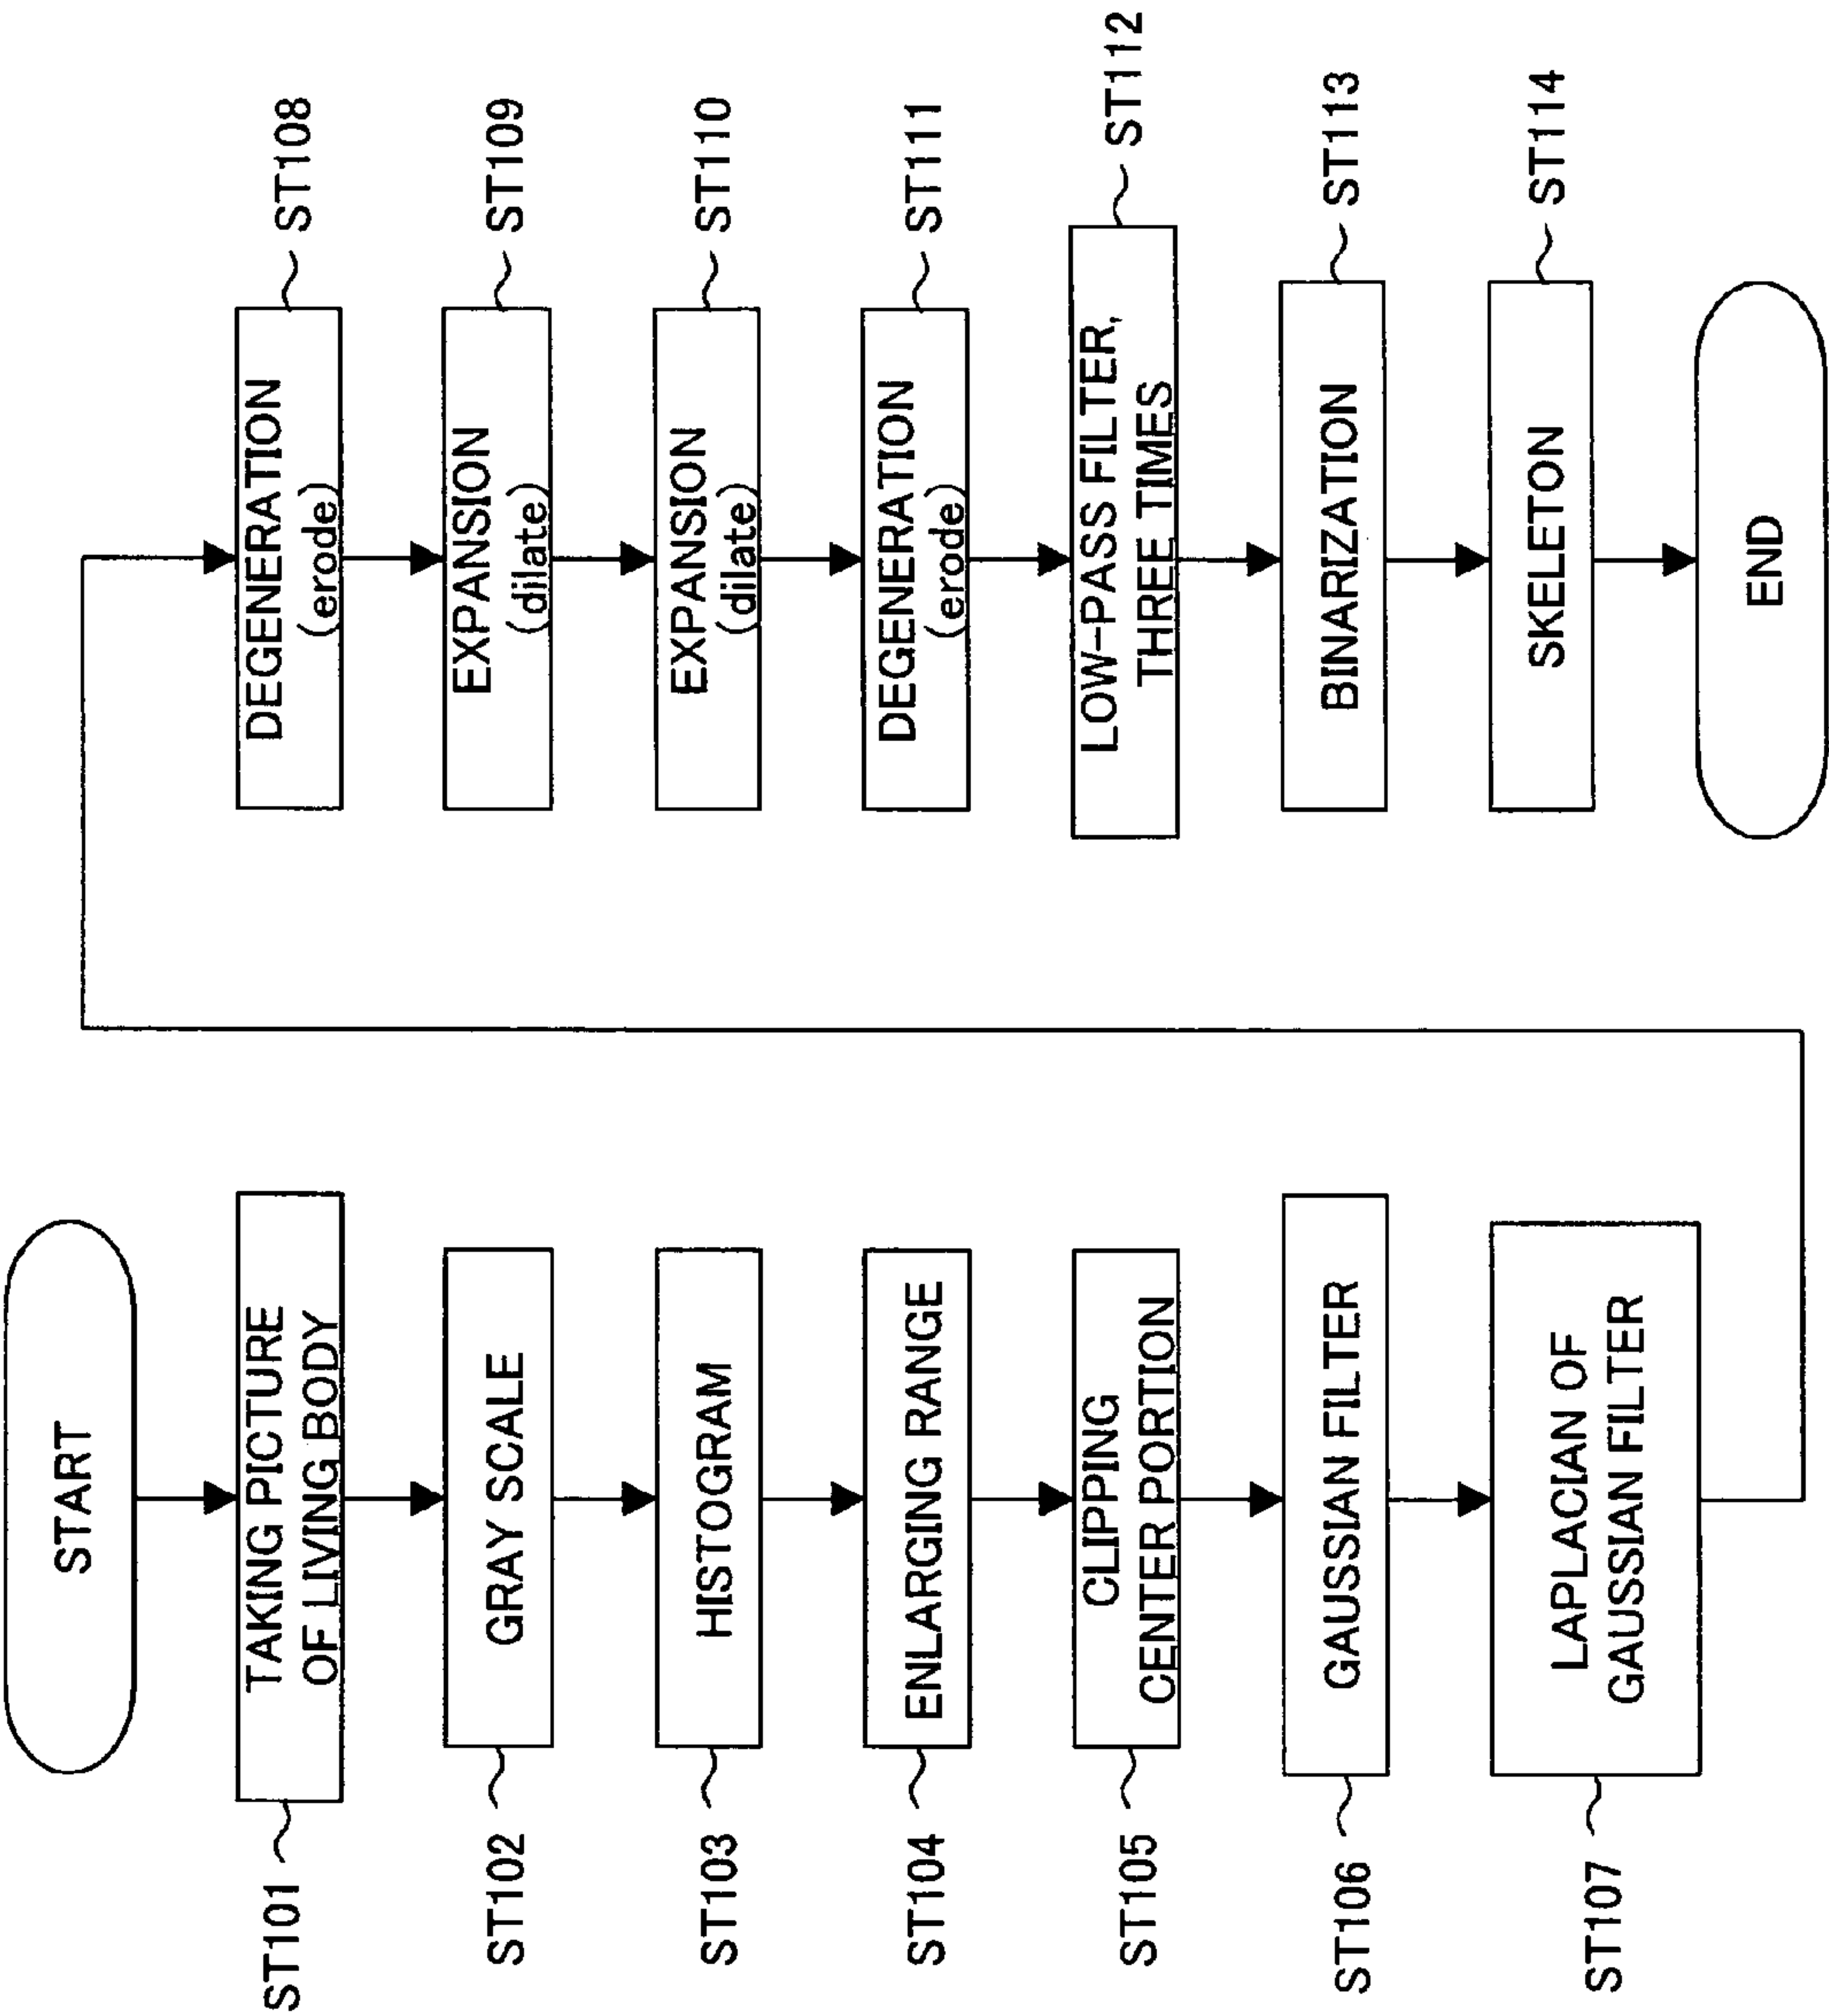 START
TAKING PICTURE
OF LIVING BODY
ST101
GRAY SCALE
ST102
HISTOGRAM
ST103
ENLARGING RANGE
ST104
CLIPPING
CENTER PORTION
ST105
GAUSSIAN FILTER
ST106
LAPLACIAN OF
GAUSSIAN FILTER
ST107
DEGENERATION
(erode)
ST108
EXPANSION
(dilate)
ST109
EXPANSION
(dilate)
ST110
DEGENERATION
(erode)
ST111
LOW-PASS FILTER,
THREE TIMES
ST112
BINARIZATION
ST113
SKELETON
ST114
END